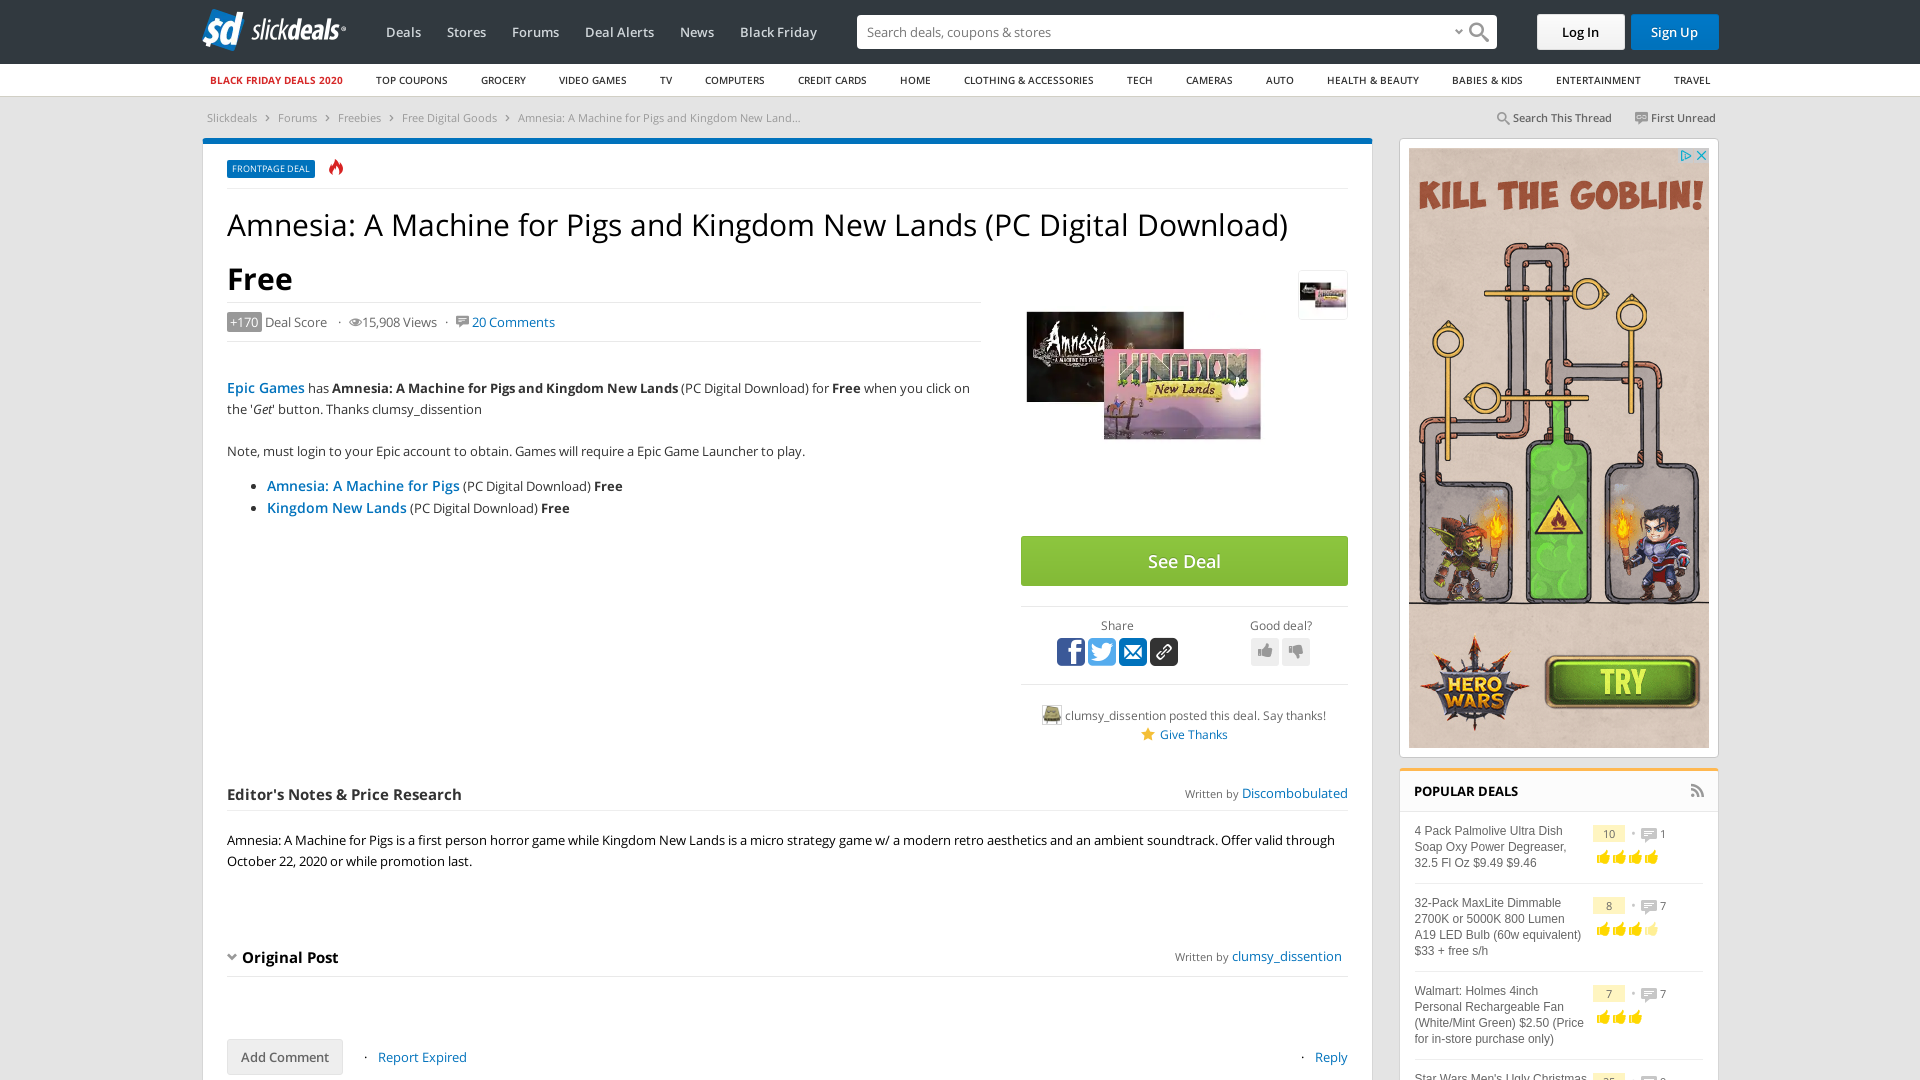 slickdeals
Deals Stores Forums Deal Alerts News Black Friday
Search deals, coupons & shares
Log In Sign Up
BLACK FRIDAY DEALS 2020 TOP COUPONS GROCERY VIDEO GAMES TV COMPUTERS CREDIT CARDS HOME CLOTHING & ACCESSORIES TECH CAMERAS AUTO HEALTH & BEAUTY BABIES & KIDS ENTERTAINMENT TRAVEL
Slickdeals Forums Freebies Free Digital Goods Amnesia: A Machine for Pigs and Kingdom New Land...
Search This Thread First Unread
FRONTPAGE DEAL
Amnesia: A Machine for Pigs and Kingdom New Lands (PC Digital Download)
Free
+170 Deal Score · 15,908 Views · 20 Comments
Epic Games has Amnesia: A Machine for Pigs and Kingdom New Lands (PC Digital Download) for Free when you click on
the 'Get' button. Thanks clumsy_dissention
Note, must login to your Epic account to obtain. Games will require a Epic Game Launcher to play.
Amnesia: A Machine for Pigs (PC Digital Download) Free
Kingdom New Lands (PC Digital Download) Free
Amnesia
A MACHINE FOR PIGS
KINGDOM
New Lands
See Deal
Share
Good deal?
clumsy_dissention posted this deal. Say thanks!
Give Thanks
Editor's Notes & Price Research
Written by Discombobulated
Amnesia: A Machine for Pigs is a first person horror game while Kingdom New Lands is a micro strategy game w/ a modern retro aesthetics and an ambient soundtrack. Offer valid through
October 22, 2020 or while promotion last.
Original Post
Written by clumsy_dissention
Add Comment · Report Expired
· Reply
KILL THE GOBLIN!
HERO
WARS
TRY
POPULAR DEALS
4 Pack Palmolive Ultra Dish
Soap Oxy Power Degreaser,
32.5 Fl Oz $9.49 $9.46
10 1
32-Pack MaxLite Dimmable
2700K or 5000K 800 Lumen
A19 LED Bulb (60w equivalent)
$33 + free s/h
8 7
Walmart: Holmes 4inch
Personal Rechargeable Fan
(White/Mint Green) $2.50 (Price
for in-store purchase only)
7 7
Star Wars Men's Ugly Christmas